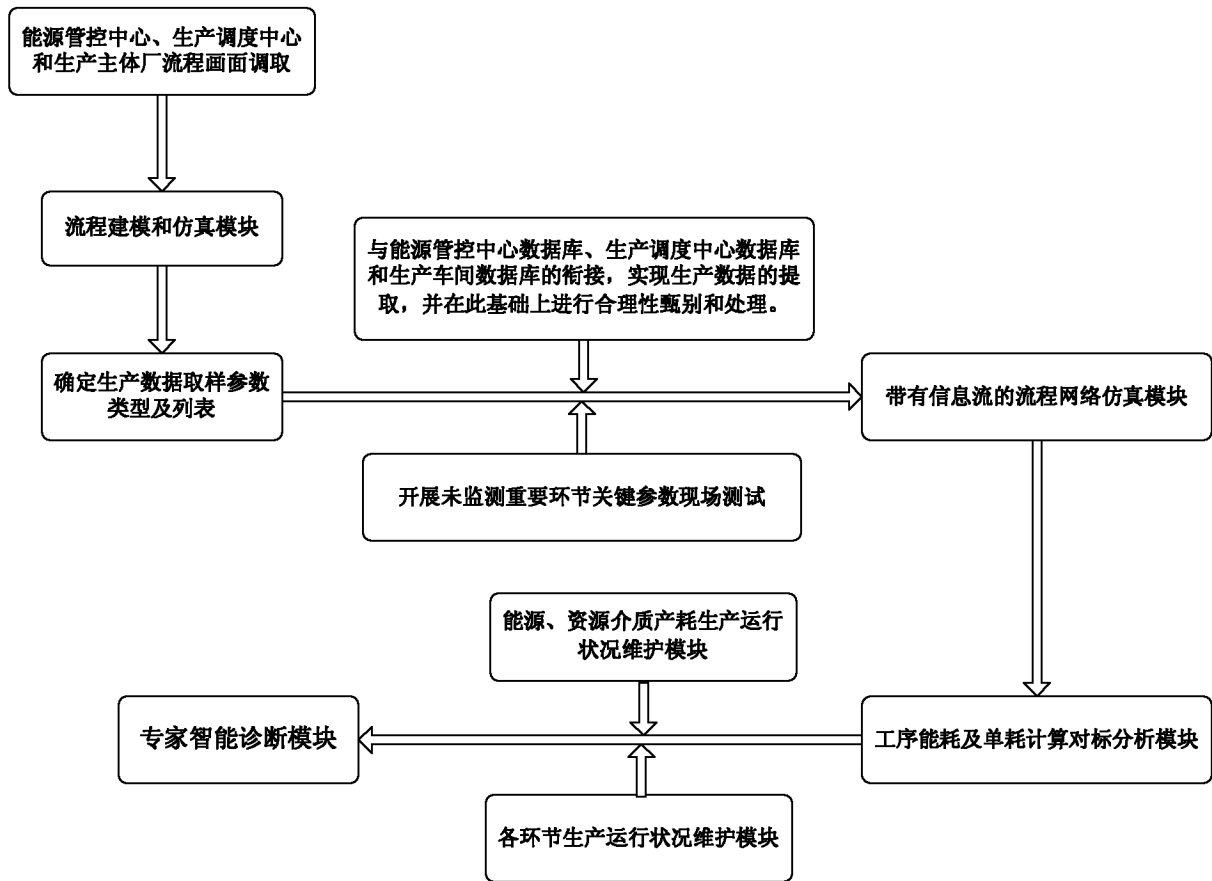 能源管控中心、生产调度中心
和生产主体厂流程画面调取
流程建模和仿真模块
与能源管控中心数据库、生产调度中心数据库
和生产车间数据库的衔接，实现生产数据的提
取，并在此基础上进行合理性甄别和处理。
确定生产数据取样参数
类型及列表
带有信息流的流程网络仿真模块
开展未监测重要环节关键参数现场测试
能源、资源介质产耗生产运行
状况维护模块
专家智能诊断模块
工序能耗及单耗计算对标分析模块
各环节生产运行状况维护模块